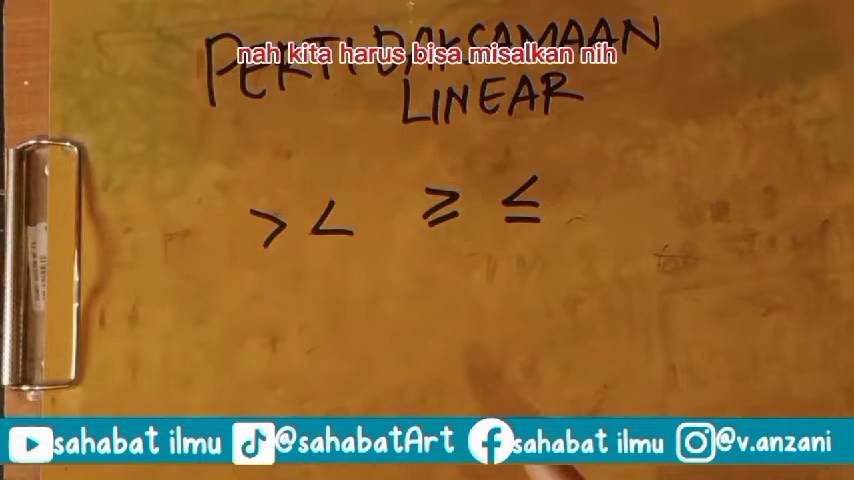 PERTIDAKSAMAAN
nah kita harus bisa misalkan nih
LINEAR
> < ≥ ≤
sahabat ilmu @sahabatArt sahabat ilmu @v.anzani